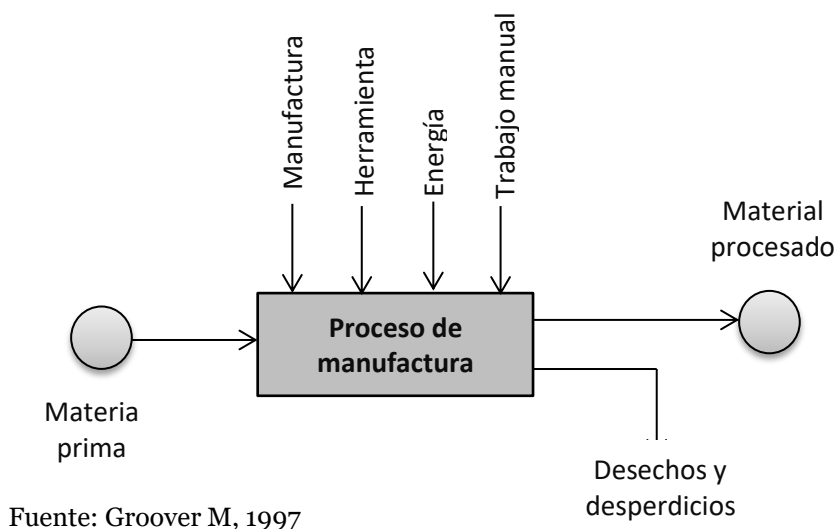 Manufactura
Herramienta
Energía
Trabajo manual
Material
procesado
Proceso de
manufactura
Materia
prima
Desechos y
desperdicios
Fuente: Groover M, 1997